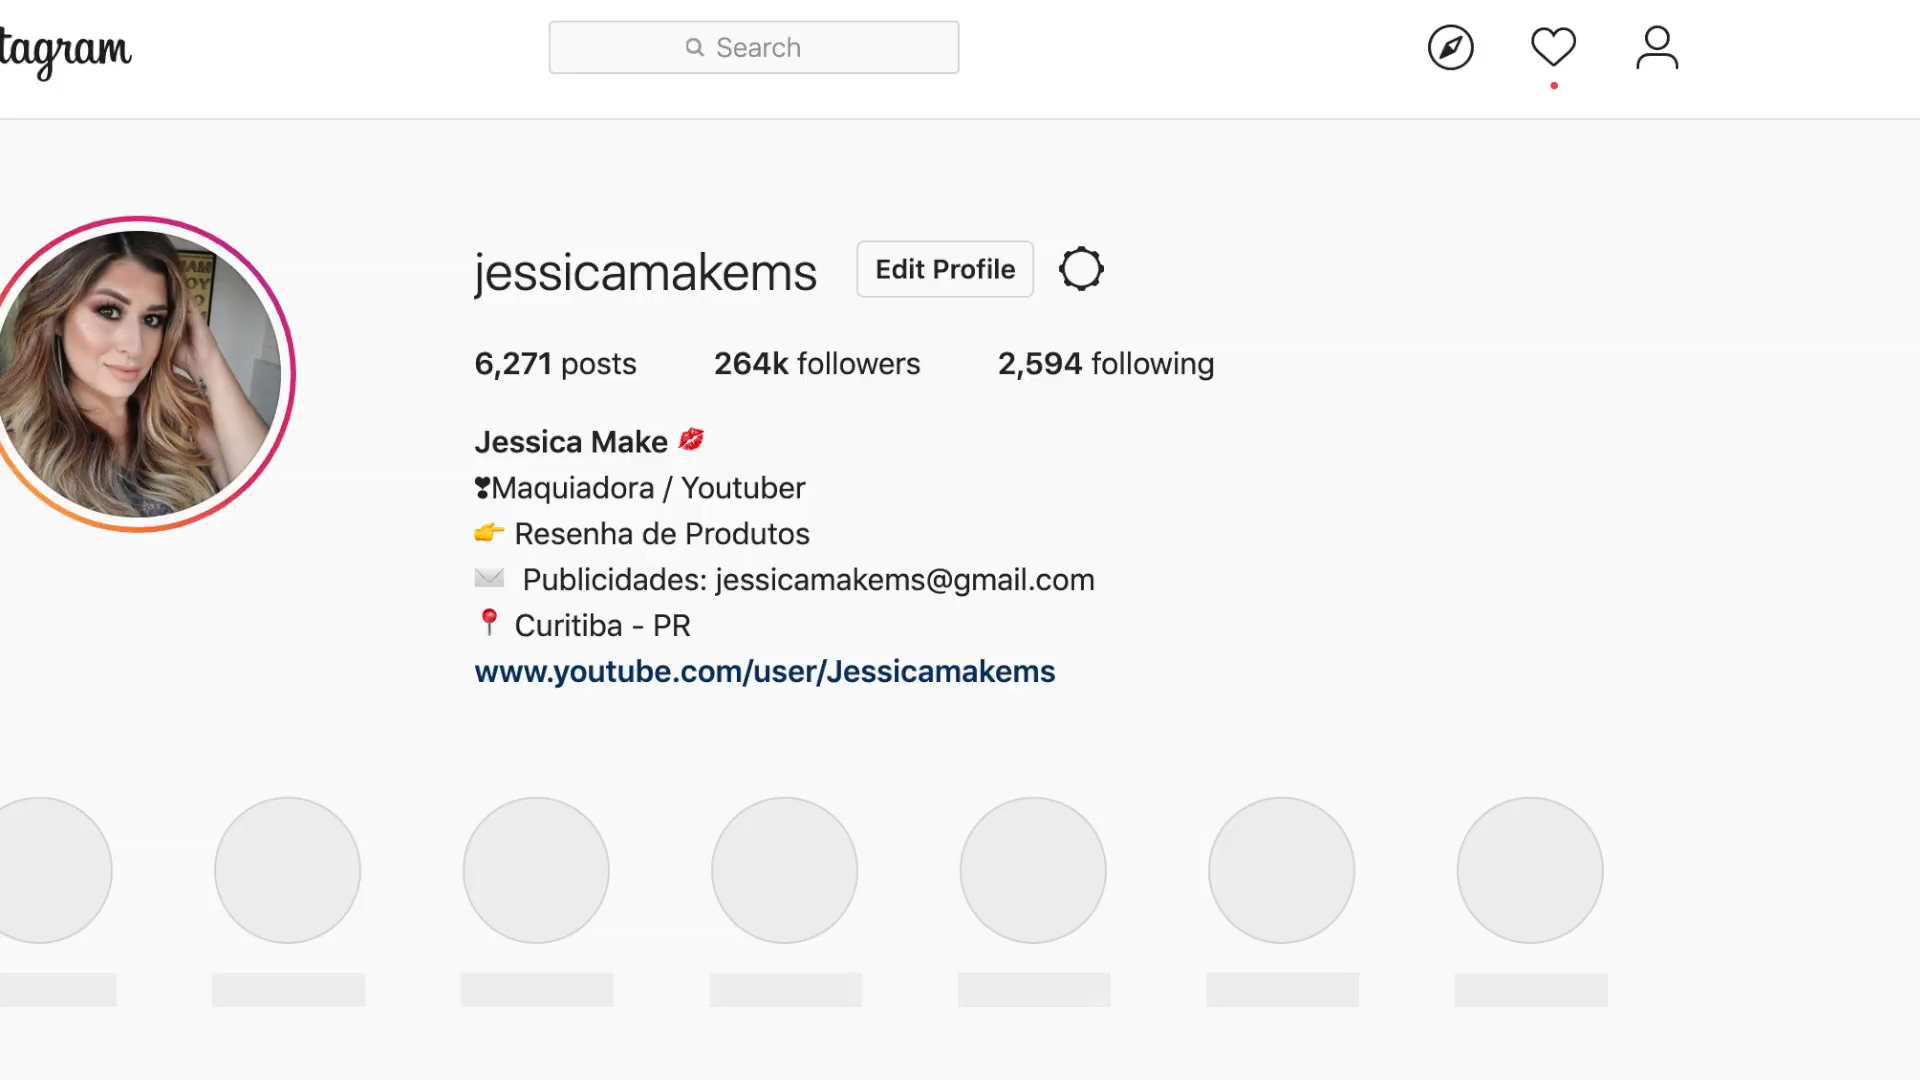 tagram
Search
jessicamakems Edit Profile
6,271 posts 264k followers 2,594 following
Jessica Make 💋
❣Maquiadora / Youtuber
👉 Resenha de Produtos
✉️ Publicidades: jessicamakems@gmail.com
📍 Curitiba - PR
www.youtube.com/user/Jessicamakems